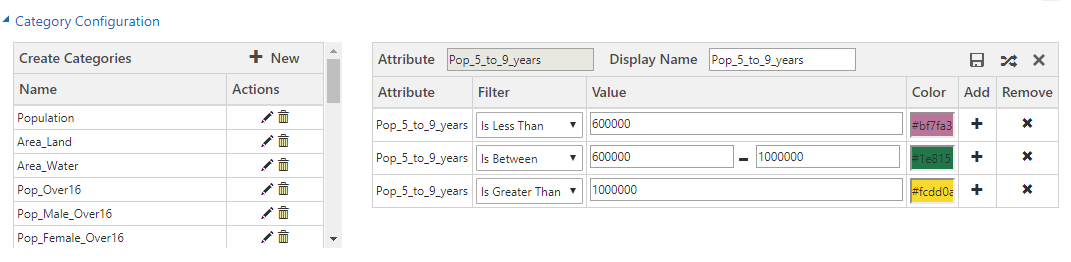 Category Configuration
Create Categories New
Name Actions
Population
Area_Land
Area_Water
Pop_Over16
Pop_Male_Over16
Pop_Female_Over16
Attribute Pop_5_to_9_years Display Name Pop_5_to_9_years
Attribute Filter Value Color Add Remove
Pop_5_to_9_years Is Less Than 600000 #bf7fa3
Pop_5_to_9_years Is Between 600000 – 1000000 #1e815
Pop_5_to_9_years Is Greater Than 1000000 #fcdd0a